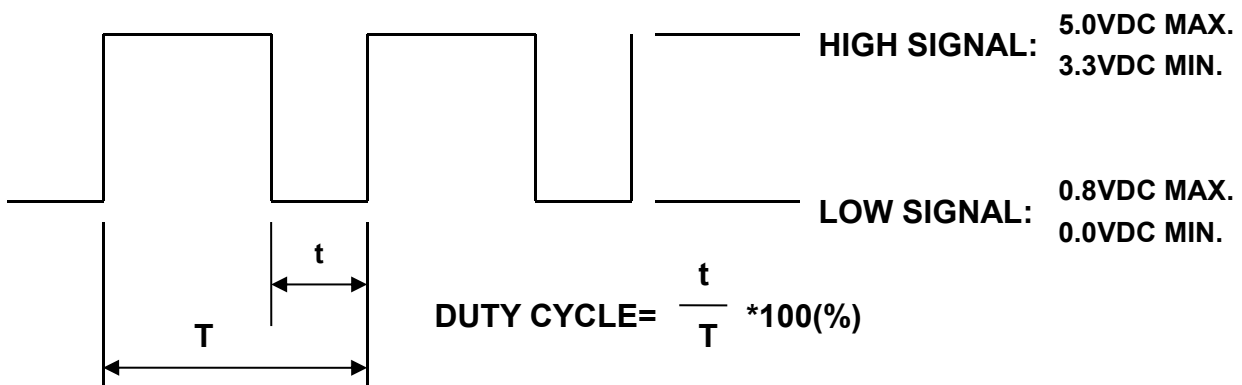 HIGH SIGNAL: 5.0VDC MAX.
3.3VDC MIN.
LOW SIGNAL: 0.8VDC MAX.
0.0VDC MIN.
t
T
DUTY CYCLE= t/T *100(%)